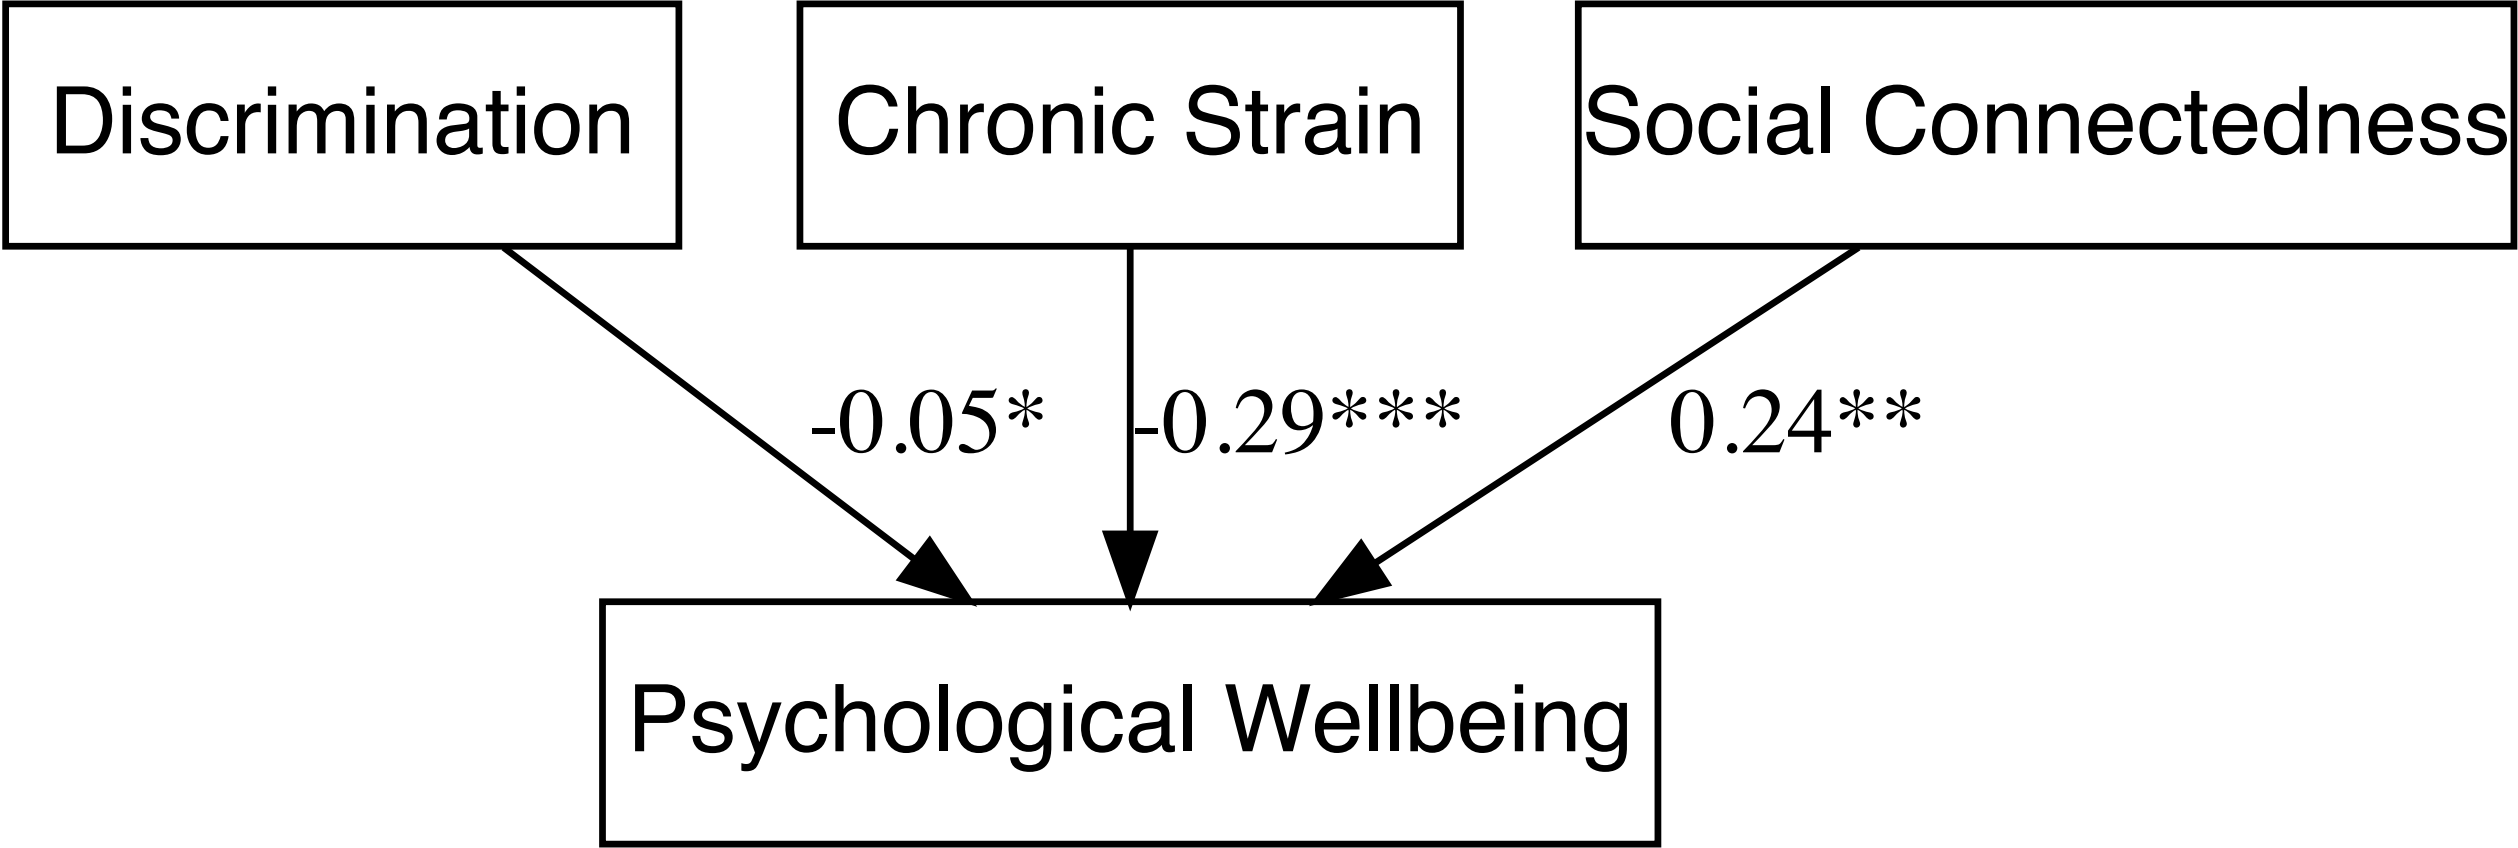 Discrimination
Chronic Strain
Social Connectedness
-0.05*
-0.29***
0.24**
Psychological Wellbeing